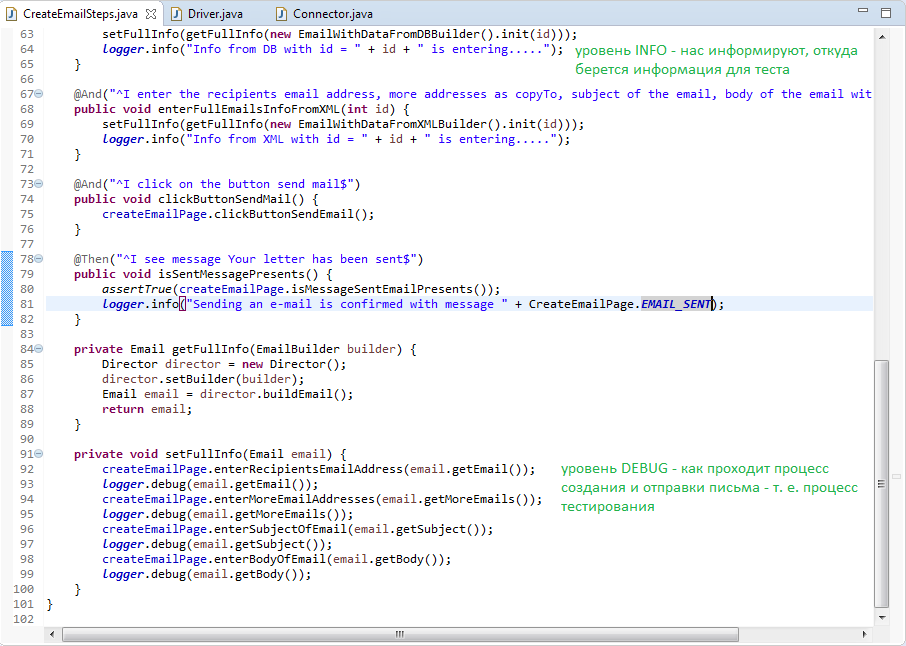 CreateEmailSteps.java Driver.java Connector.java
63 setFullInfo(getFullInfo(new EmailWithDataFromDBBuilder().init(id)));
64 logger.info("Info from DB with id = " + id + " is entering....."); уровень INFO - нас информируют, откуда
65 } берется информация для теста
66
67 @And("^I enter the recipients email address, more addresses as copyTo, subject of the email, body of the email wit
68 public void enterFullEmailsInfoFromXML(int id) {
69 setFullInfo(getFullInfo(new EmailWithDataFromXMLBuilder().init(id)));
70 logger.info("Info from XML with id = " + id + " is entering.....");
71 }
72
73 @And("^I click on the button send mail$")
74 public void clickButtonSendMail() {
75 createEmailPage.clickButtonSendEmail();
76 }
77
78 @Then("^I see message Your letter has been sent$")
79 public void isSentMessagePresents() {
80 assertTrue(createEmailPage.isMessageSentEmailPresents());
81 logger.info("Sending an e-mail is confirmed with message " + CreateEmailPage.EMAIL_SENT);
82 }
83
84 private Email getFullInfo(EmailBuilder builder) {
85 Director director = new Director();
86 director.setBuilder(builder);
87 Email email = director.buildEmail();
88 return email;
89 }
90
91 private void setFullInfo(Email email) {
92 createEmailPage.enterRecipientsEmailAddress(email.getEmail()); уровень DEBUG - как проходит процесс
93 logger.debug(email.getEmail()); создания и отправки письма - т. е. процесс
94 createEmailPage.enterMoreEmailAddresses(email.getMoreEmails()); тестирования
95 logger.debug(email.getMoreEmails());
96 createEmailPage.enterSubjectOfEmail(email.getSubject());
97 logger.debug(email.getSubject());
98 createEmailPage.enterBodyOfEmail(email.getBody());
99 logger.debug(email.getBody());
100 }
101 }
102